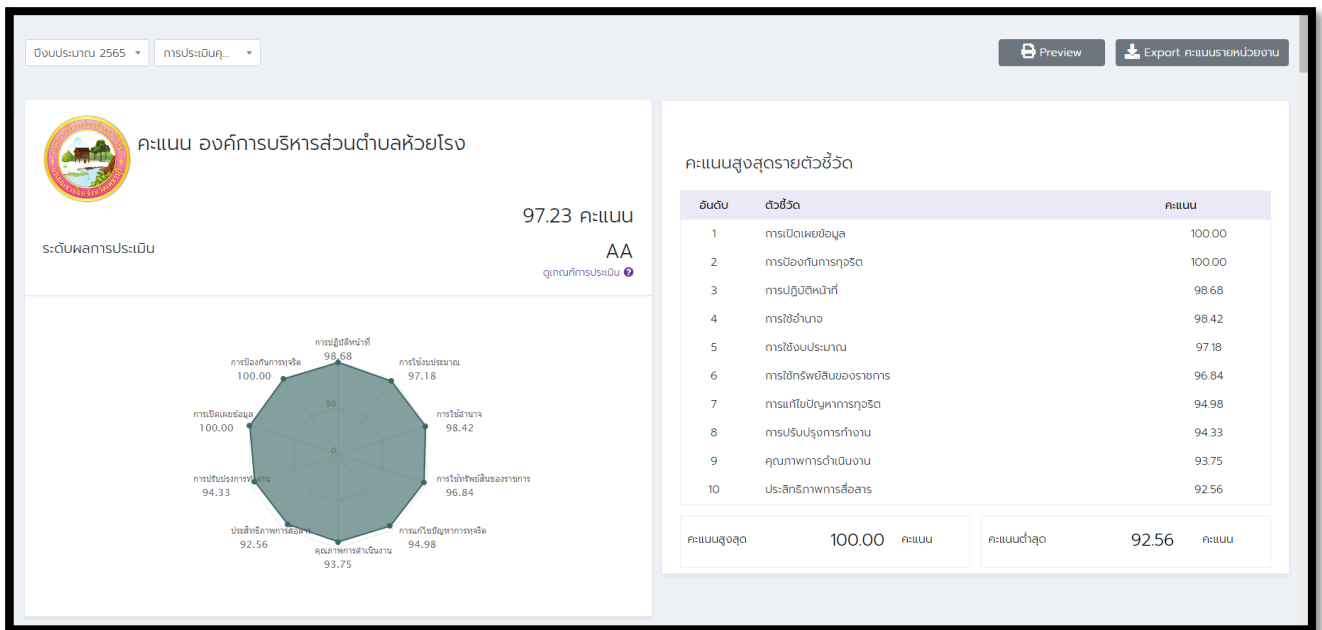 ปีงบประมาณ 2565
การประเมินคุ...
Preview
Export คะแนนรายหน่วยงาน
คะแนน องค์การบริหารส่วนตำบลห้วยโรง
97.23 คะแนน
ระดับผลการประเมิน
AA
ดูเกณฑ์การประเมิน
การปฏิบัติหน้าที่
98.68
การป้องกันการทุจริต
100.00
การใช้งบประมาณ
97.18
50
การเปิดเผยข้อมูล
100.00
การใช้อำนาจ
98.42
0
การปรับปรุงการทำงาน
94.33
การใช้ทรัพย์สินของราชการ
96.84
ประสิทธิภาพการสื่อสาร
92.56
การแก้ไขปัญหาการทุจริต
94.98
คุณภาพการดำเนินงาน
93.75
คะแนนสูงสุดรายตัวชี้วัด
อันดับ ตัวชี้วัด คะแนน
1 การเปิดเผยข้อมูล 100.00
2 การป้องกันการทุจริต 100.00
3 การปฏิบัติหน้าที่ 98.68
4 การใช้อำนาจ 98.42
5 การใช้งบประมาณ 97.18
6 การใช้ทรัพย์สินของราชการ 96.84
7 การแก้ไขปัญหาการทุจริต 94.98
8 การปรับปรุงการทำงาน 94.33
9 คุณภาพการดำเนินงาน 93.75
10 ประสิทธิภาพการสื่อสาร 92.56
คะแนนสูงสุด 100.00 คะแนน
คะแนนต่ำสุด 92.56 คะแนน